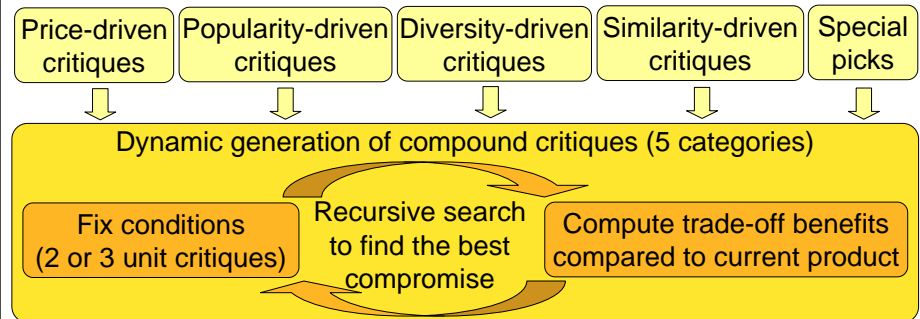 Price-driven
critiques
Popularity-driven
critiques
Diversity-driven
critiques
Similarity-driven
critiques
Special
picks
Dynamic generation of compound critiques (5 categories)
Fix conditions
(2 or 3 unit critiques)
Recursive search
to find the best
compromise
Compute trade-off benefits
compared to current product